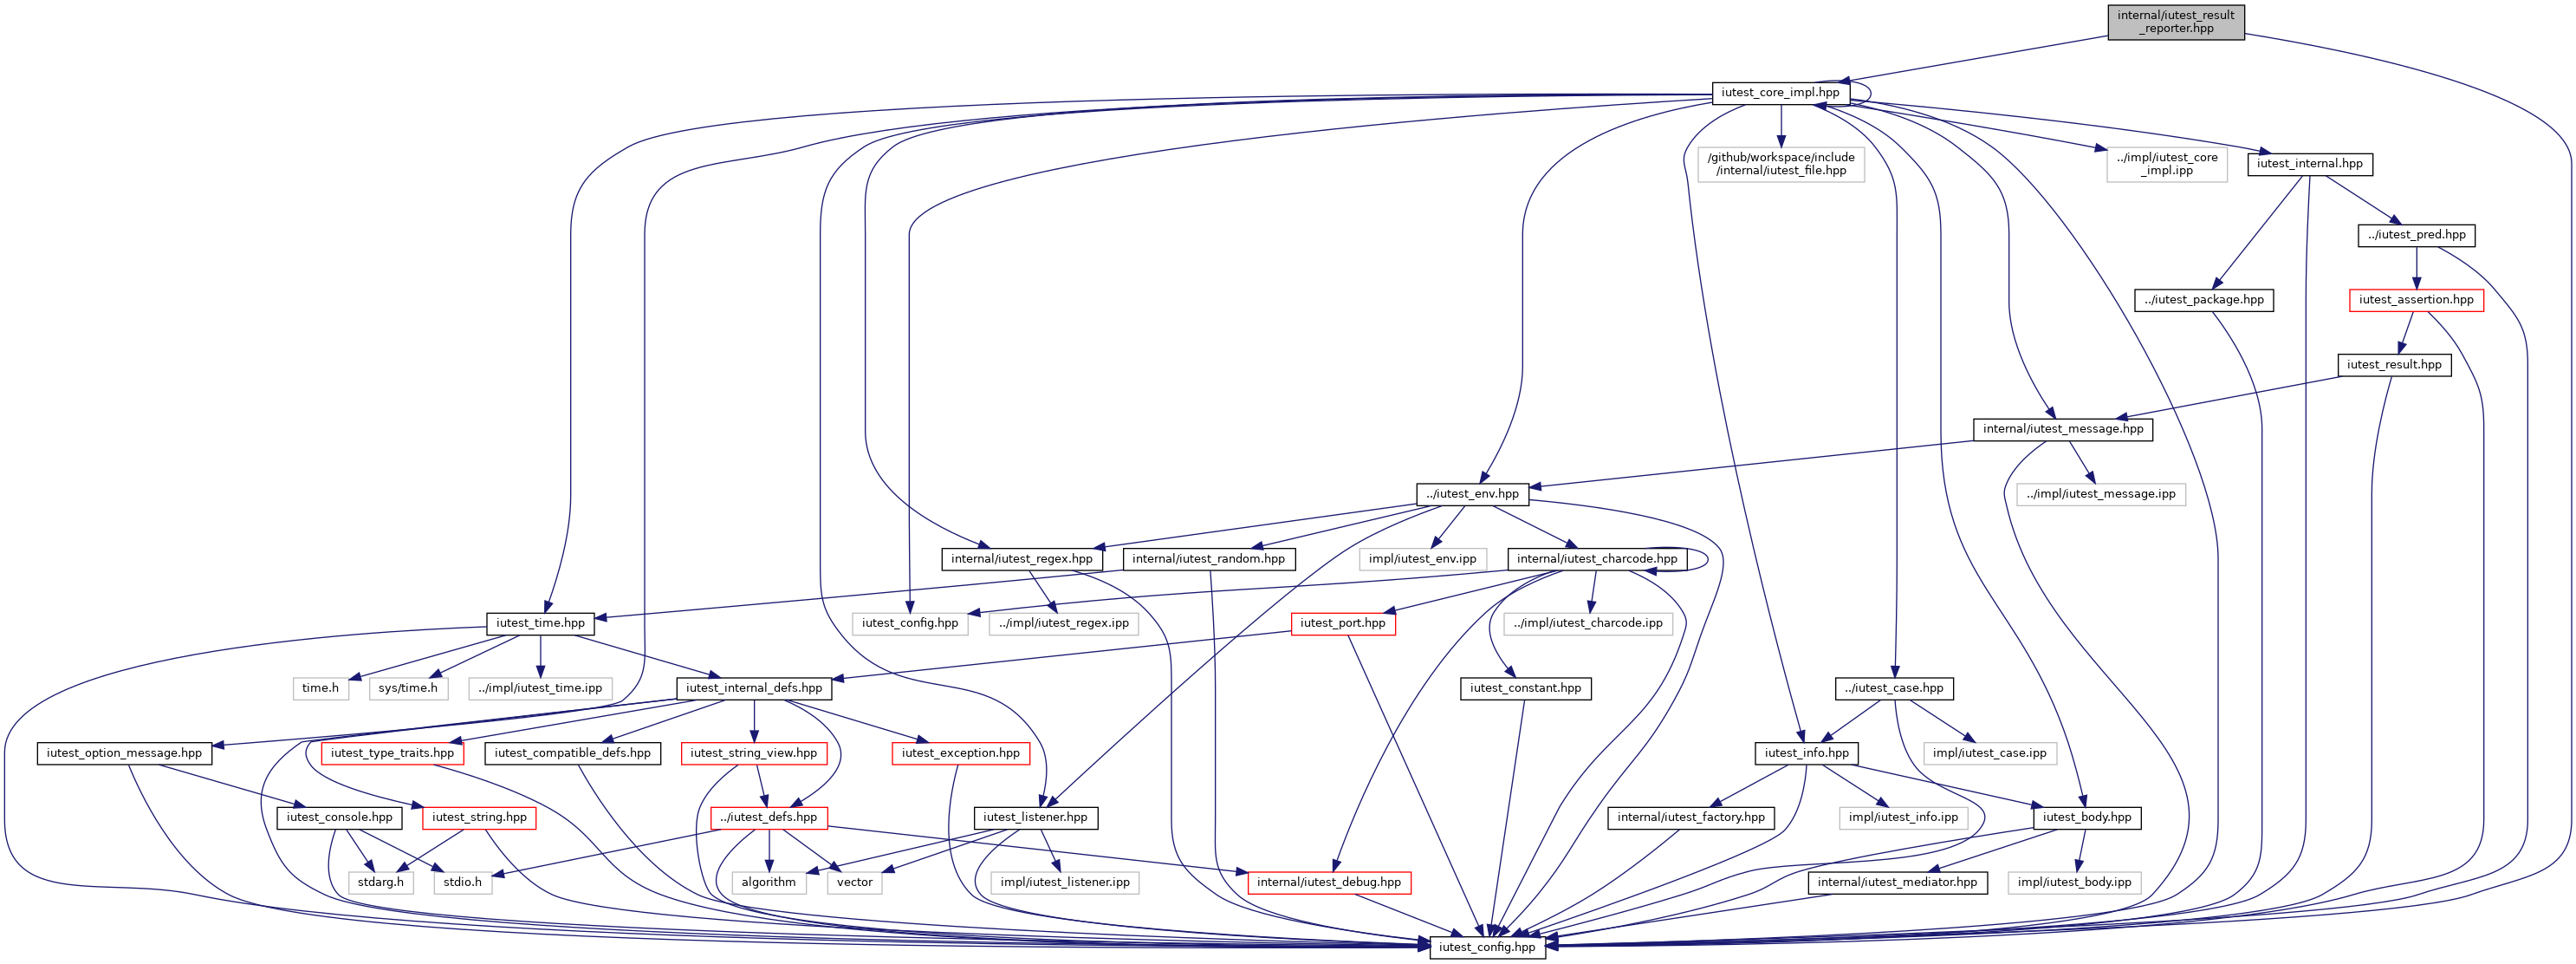 internal/iutest_result
_reporter.hpp
iutest_core_impl.hpp
/github/workspace/include
/internal/iutest_file.hpp
../impl/iutest_core
_impl.ipp
iutest_internal.hpp
../iutest_pred.hpp
../iutest_package.hpp
iutest_assertion.hpp
iutest_result.hpp
internal/iutest_message.hpp
../iutest_env.hpp
../impl/iutest_message.ipp
internal/iutest_regex.hpp
internal/iutest_random.hpp
impl/iutest_env.ipp
internal/iutest_charcode.hpp
iutest_time.hpp
iutest_config.hpp
../impl/iutest_regex.ipp
iutest_port.hpp
../impl/iutest_charcode.ipp
time.h
sys/time.h
../impl/iutest_time.ipp
iutest_internal_defs.hpp
iutest_constant.hpp
../iutest_case.hpp
iutest_option_message.hpp
iutest_type_traits.hpp
iutest_compatible_defs.hpp
iutest_string_view.hpp
iutest_exception.hpp
iutest_info.hpp
impl/iutest_case.ipp
iutest_console.hpp
iutest_string.hpp
../iutest_defs.hpp
iutest_listener.hpp
internal/iutest_factory.hpp
impl/iutest_info.ipp
iutest_body.hpp
stdarg.h
stdio.h
algorithm
vector
impl/iutest_listener.ipp
internal/iutest_debug.hpp
internal/iutest_mediator.hpp
impl/iutest_body.ipp
iutest_config.hpp